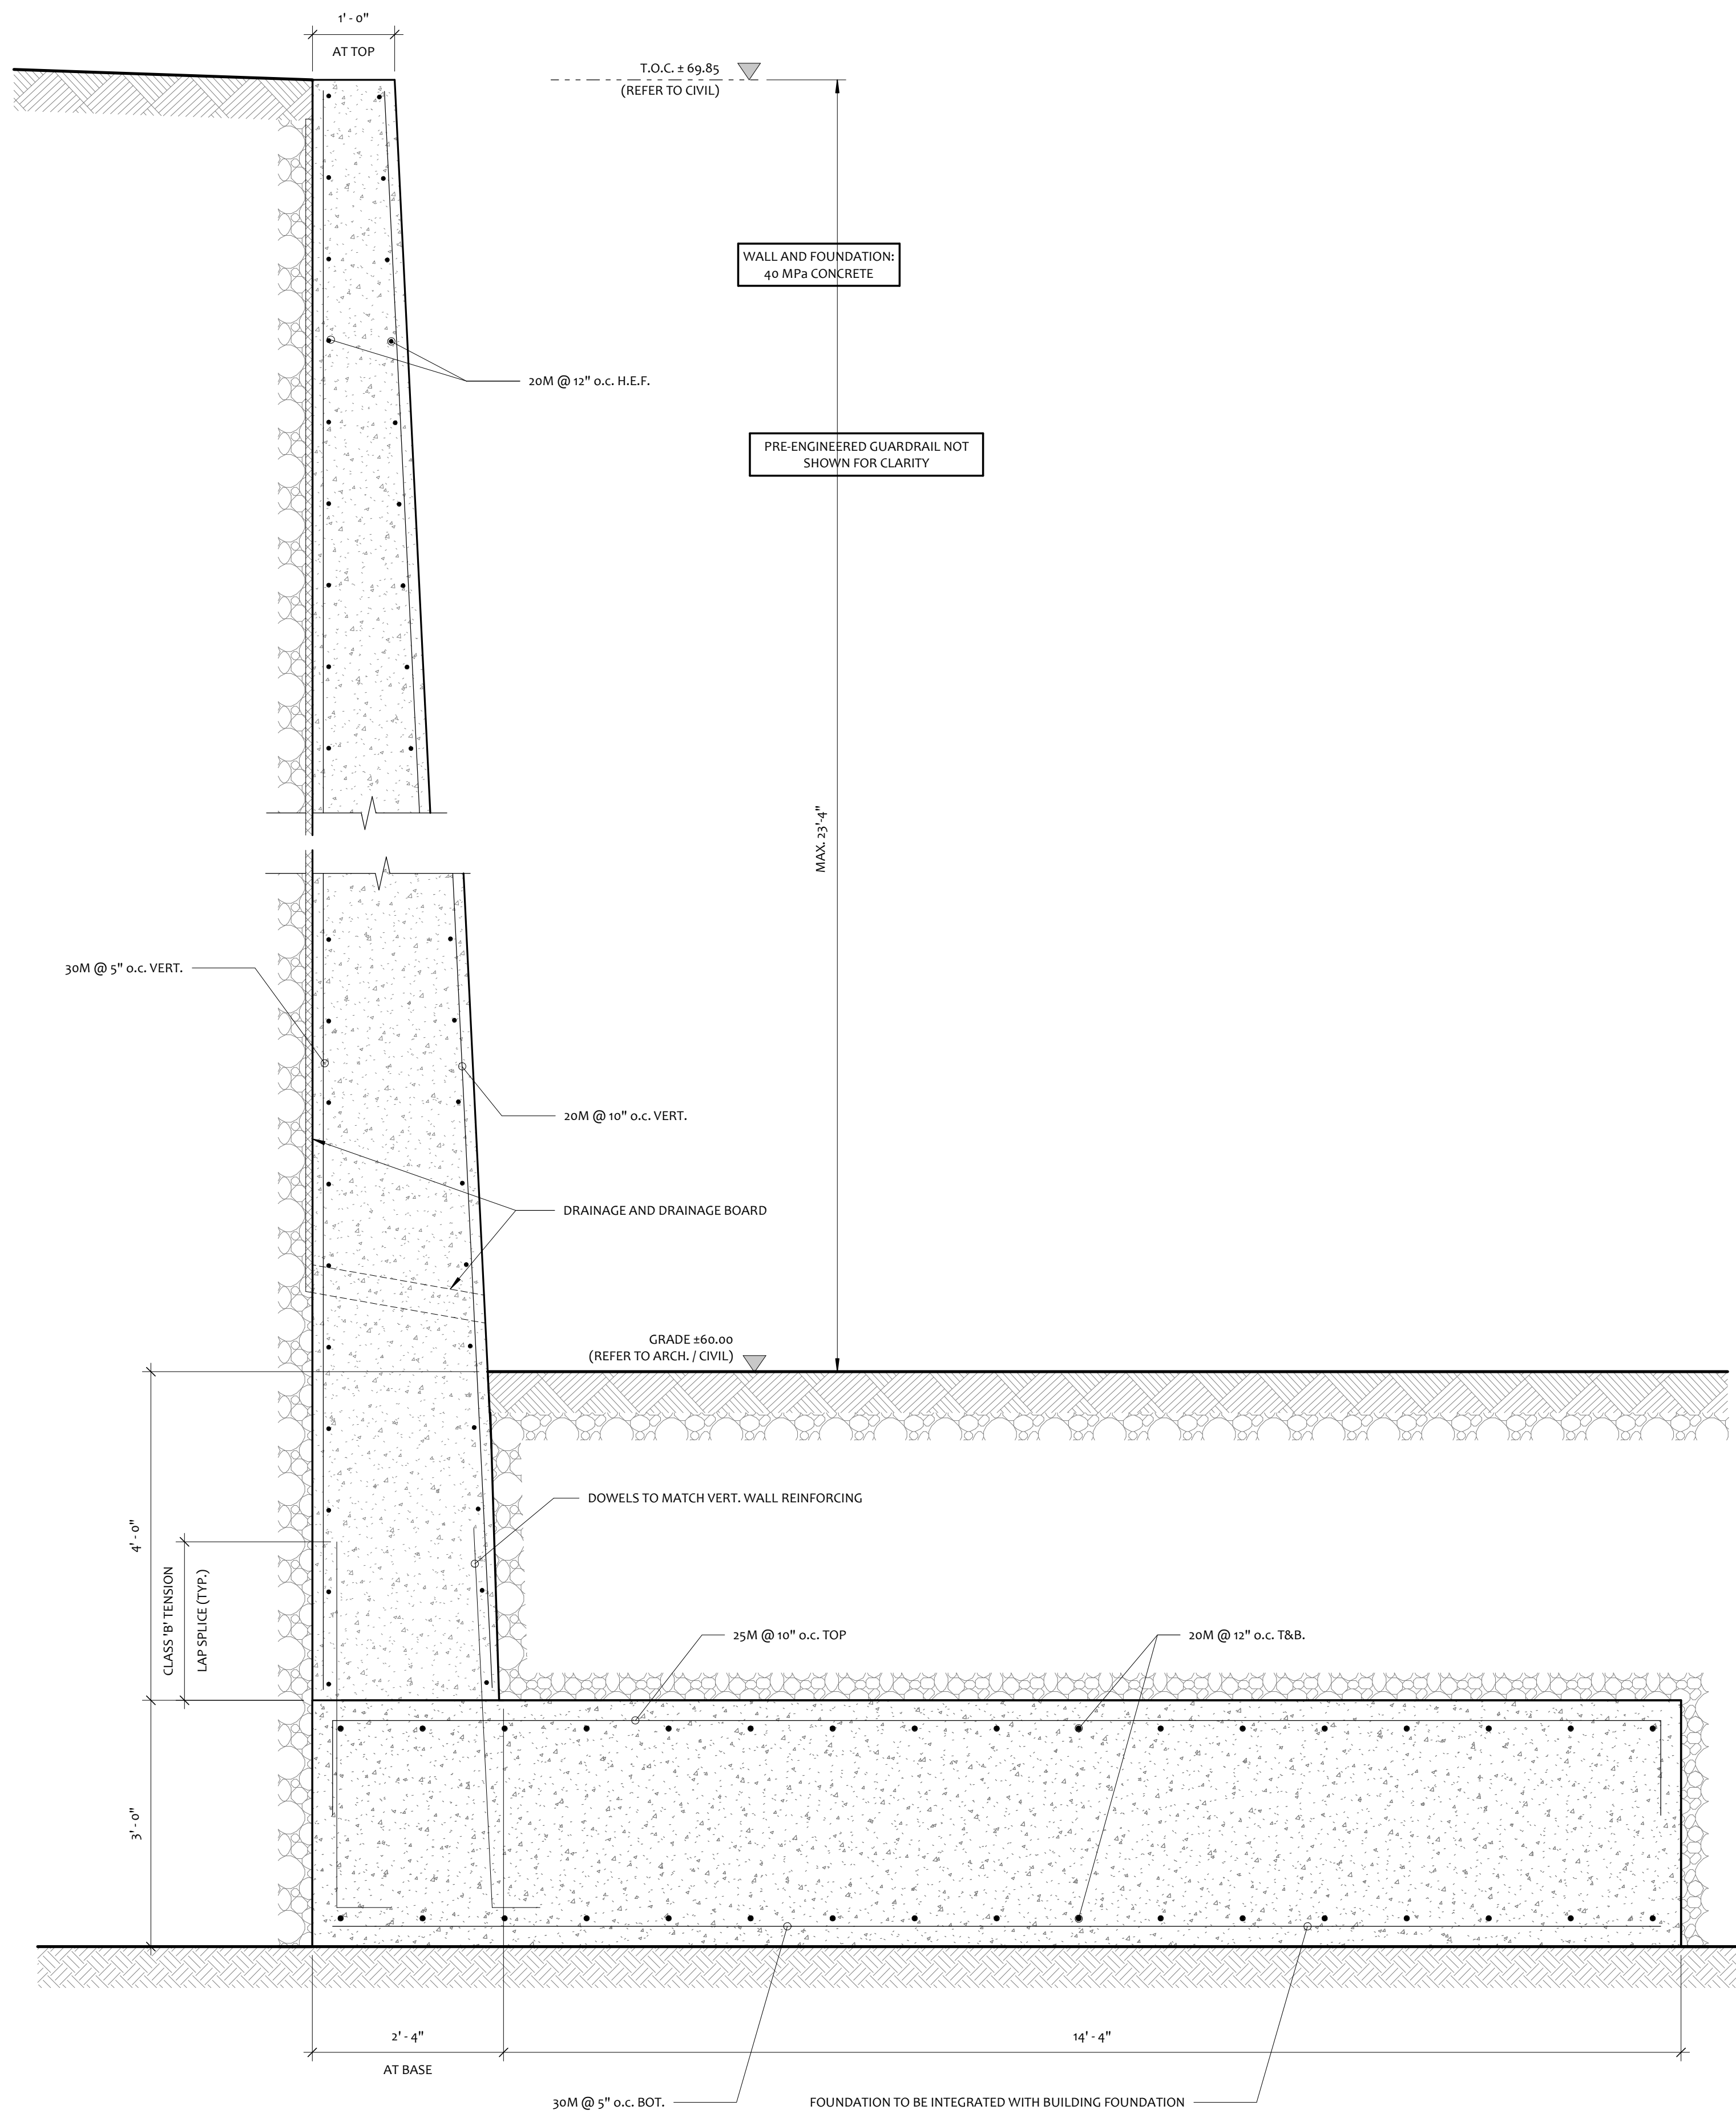 1' - 0"
AT TOP
T.O.C. ± 69.85
(REFER TO CIVIL)
WALL AND FOUNDATION:
40 MPa CONCRETE
20M @ 12" o.c. H.E.F.
PRE-ENGINEERED GUARDRAIL NOT
SHOWN FOR CLARITY
MAX. 23'-4"
30M @ 5" o.c. VERT.
20M @ 10" o.c. VERT.
DRAINAGE AND DRAINAGE BOARD
GRADE ±60.00
(REFER TO ARCH. / CIVIL)
4' - 0"
DOWELS TO MATCH VERT. WALL REINFORCING
CLASS 'B' TENSION
LAP SPLICE (TYP.)
25M @ 10" o.c. TOP
20M @ 12" o.c. T&B.
3' - 0"
2' - 4"
AT BASE
14' - 4"
30M @ 5" o.c. BOT.
FOUNDATION TO BE INTEGRATED WITH BUILDING FOUNDATION